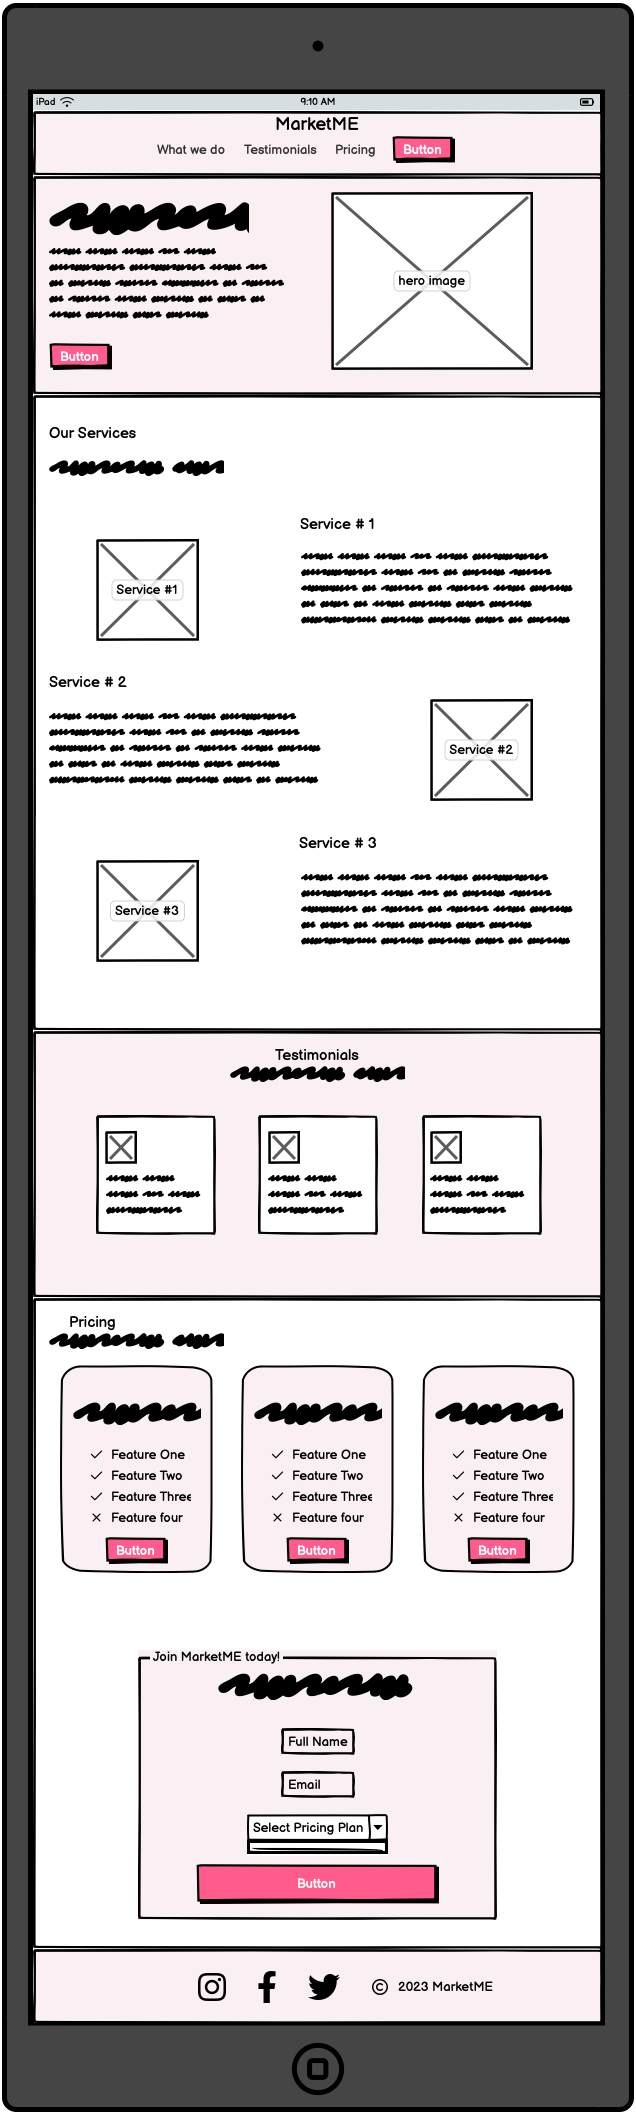 iPad 9:10 AM
MarketME
What we do Testimonials Pricing Button
hero image
Button
Our Services
Service # 1
Service #1
Service # 2
Service #2
Service # 3
Service #3
Testimonials
Pricing
Feature One
Feature Two
Feature Three
Feature four
Button
Feature One
Feature Two
Feature Three
Feature four
Button
Feature One
Feature Two
Feature Three
Feature four
Button
Join MarketME today!
Full Name
Email
Select Pricing Plan
Button
© 2023 MarketME